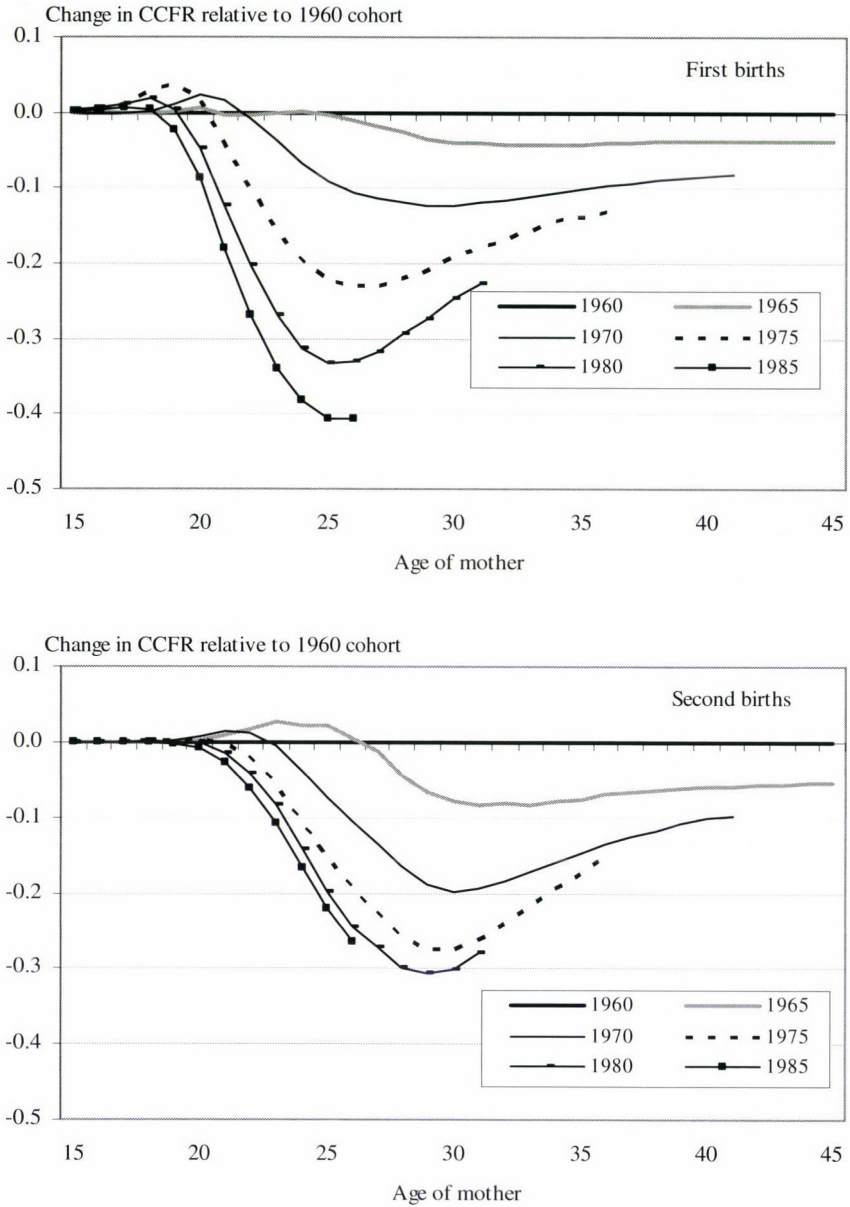 Change in CCFR relative to 1960 cohort
0.1
First births
0.0
-0.1
-0.2
-0.3
-0.4
-0.5
1960 1965
1970 1975
1980 1985
15 20 25 30 35 40 45
Age of mother
Change in CCFR relative to 1960 cohort
0.1
Second births
0.0
-0.1
-0.2
-0.3
-0.4
-0.5
1960 1965
1970 1975
1980 1985
15 20 25 30 35 40 45
Age of mother